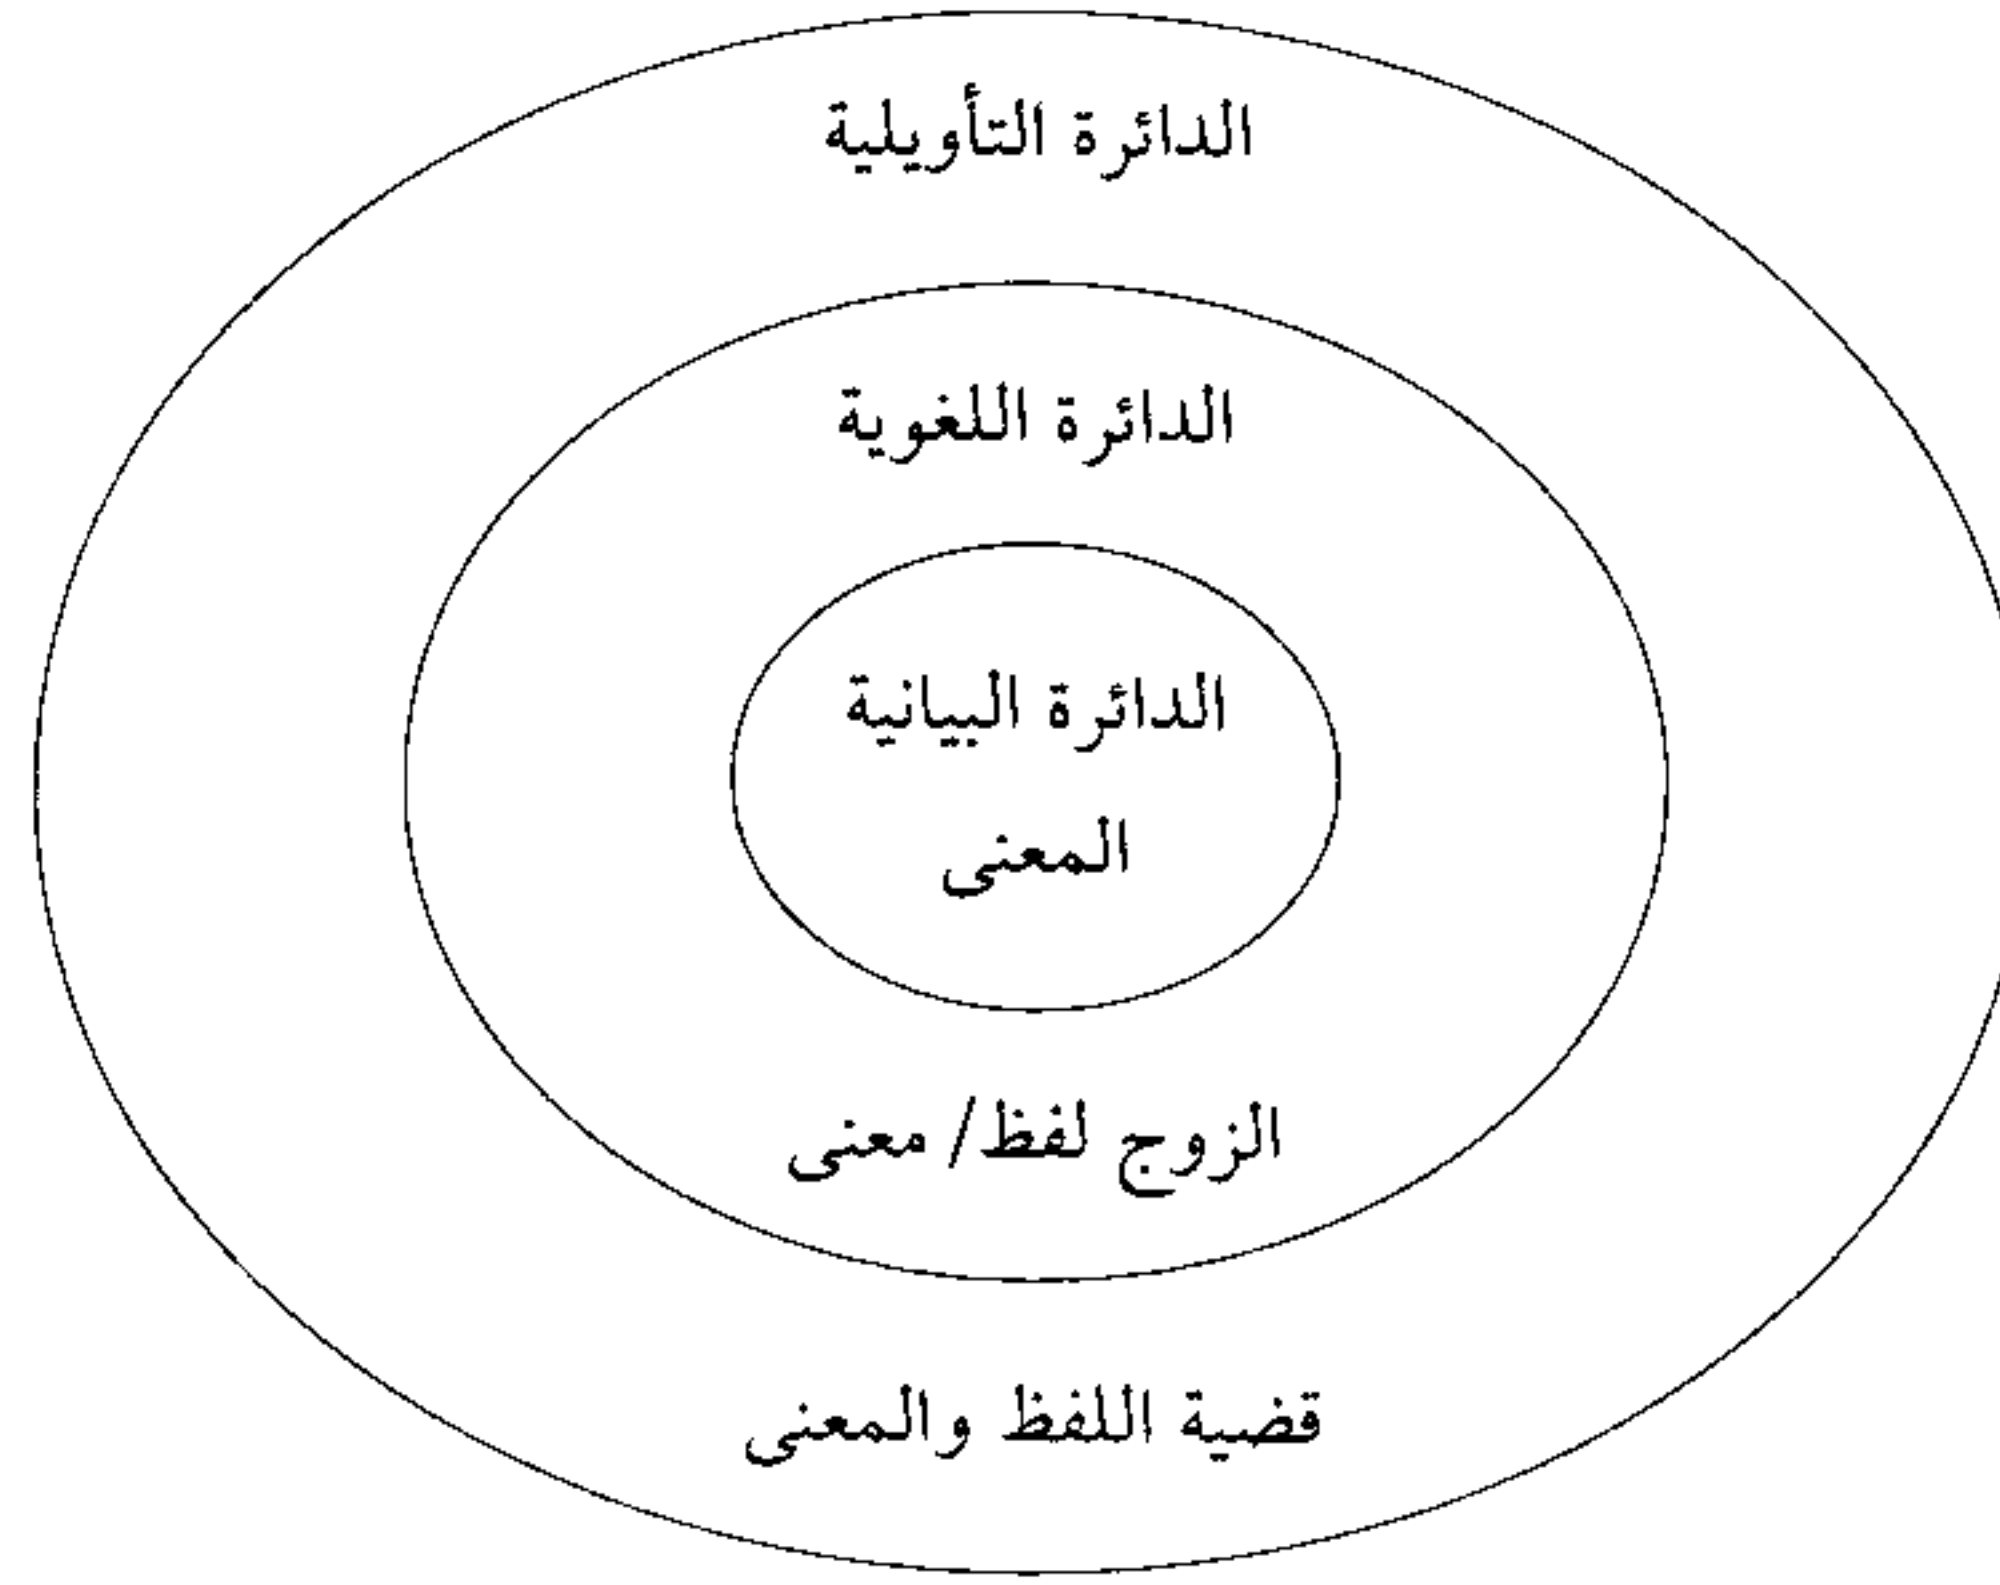 الدائرة التأويلية
الدائرة اللغوية
الدائرة البيانية
المعنى
الزوج لفظ/ معنى
قضية اللفظ والمعنى